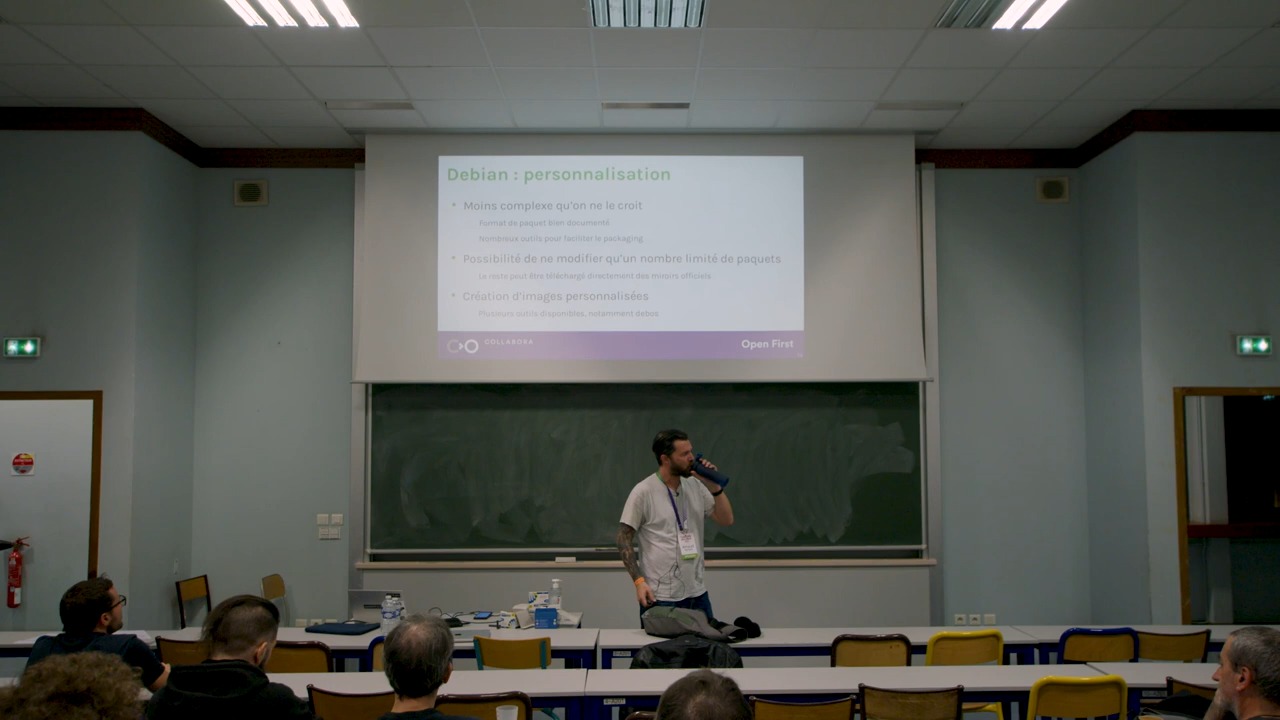 Debian : personnalisation
Moins complexe qu'on ne le croit
Format de paquet bien documenté
Nombreux outils pour faciliter le packaging
Possibilité de ne modifier qu'un nombre limité de paquets
Le reste peut être téléchargé directement des miroirs officiels
Création d'images personnalisées
Plusieurs outils disponibles, notamment debos
COLLABORA
Open First